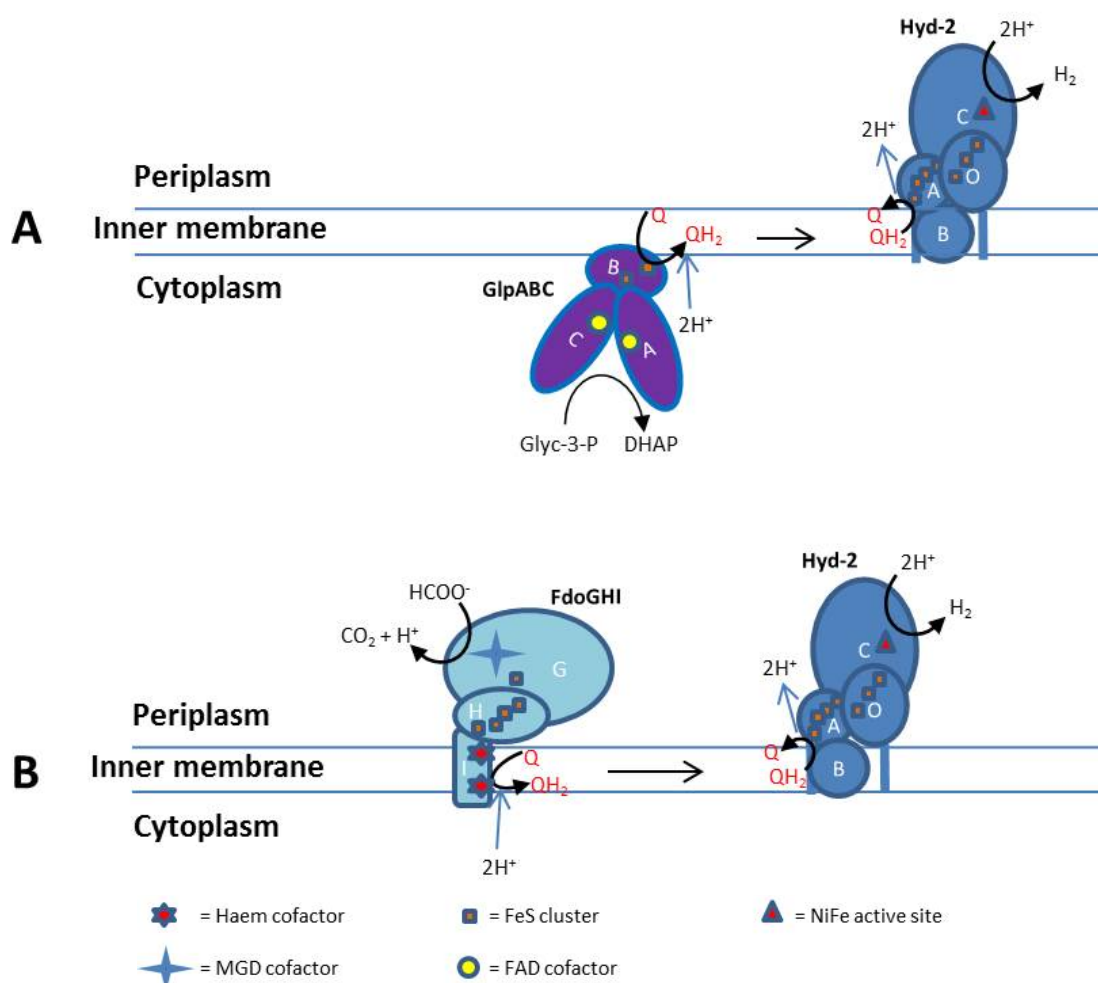 A
Periplasm
Inner membrane
Cytoplasm
Hyd-2
2H⁺
H₂
C
2H⁺
A
O
B
Q
QH₂
Q
QH₂
B
GlpABC
C
A
2H⁺
Glyc-3-P
DHAP
B
Periplasm
Inner membrane
Cytoplasm
HCOO⁻
FdoGHI
CO₂ + H⁺
G
H
I
Q
QH₂
2H⁺
Hyd-2
2H⁺
H₂
C
2H⁺
A
O
B
Q
QH₂
= Haem cofactor
= FeS cluster
= NiFe active site
= MGD cofactor
= FAD cofactor